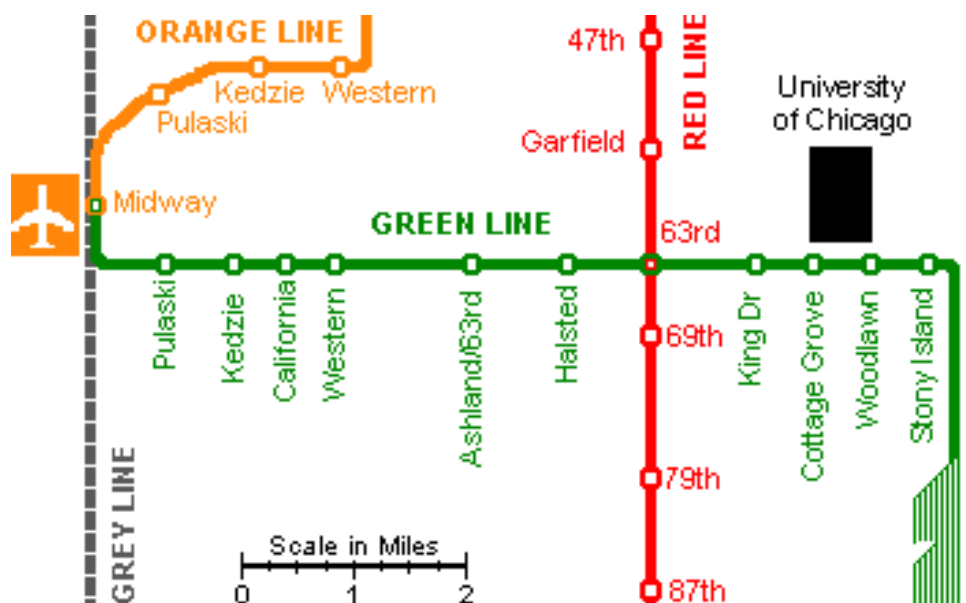 ORANGE LINE
Kedzie
Western
Pulaski
Midway
47th
RED LINE
Garfield
University
of Chicago
GREEN LINE
63rd
Pulaski
Kedzie
California
Western
Ashland/63rd
Halsted
69th
King Dr
Cottage Grove
Woodlawn
Stony Island
79th
87th
GREY LINE
Scale in Miles
0 1 2